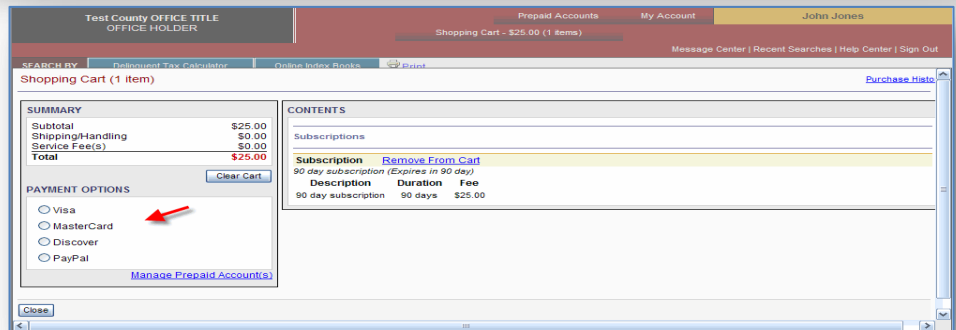 Test County OFFICE TITLE
OFFICE HOLDER
Prepaid Accounts My Account John Jones
Shopping Cart - $25.00 (1 items)
Message Center | Recent Searches | Help Center | Sign Out
SEARCH BY Delinquent Tax Calculator Online Index Books Print
Shopping Cart (1 item) Purchase Histo
SUMMARY
Subtotal $25.00
Shipping/Handling $0.00
Service Fee(s) $0.00
Total $25.00
Clear Cart
PAYMENT OPTIONS
Visa
MasterCard
Discover
PayPal
Manage Prepaid Account(s)
CONTENTS
Subscriptions
Subscription Remove From Cart
90 day subscription (Expires in 90 day)
Description Duration Fee
90 day subscription 90 days $25.00
Close